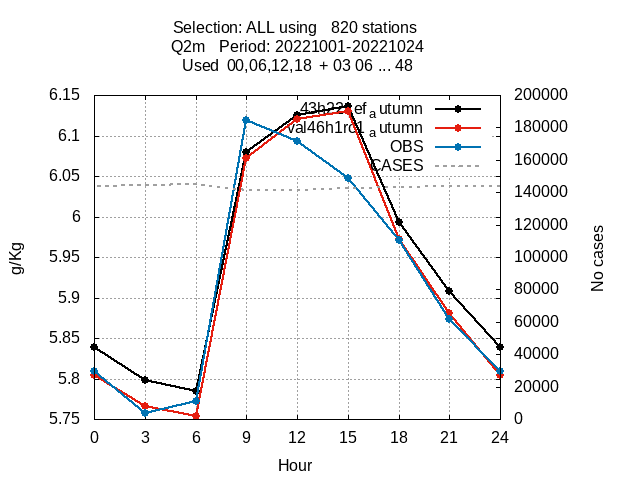 Selection: ALL using 820 stations
Q2m Period: 20221001-20221024
Used 00,06,12,18 + 03 06 ... 48
6.15
6.1
6.05
6
5.95
5.9
5.85
5.8
5.75
g/Kg
utumn
a utumn
OBS
CASES
200000
180000
160000
140000
120000
100000
80000
60000
40000
20000
0
No cases
0 3 6 9 12 15 18 21 24
Hour